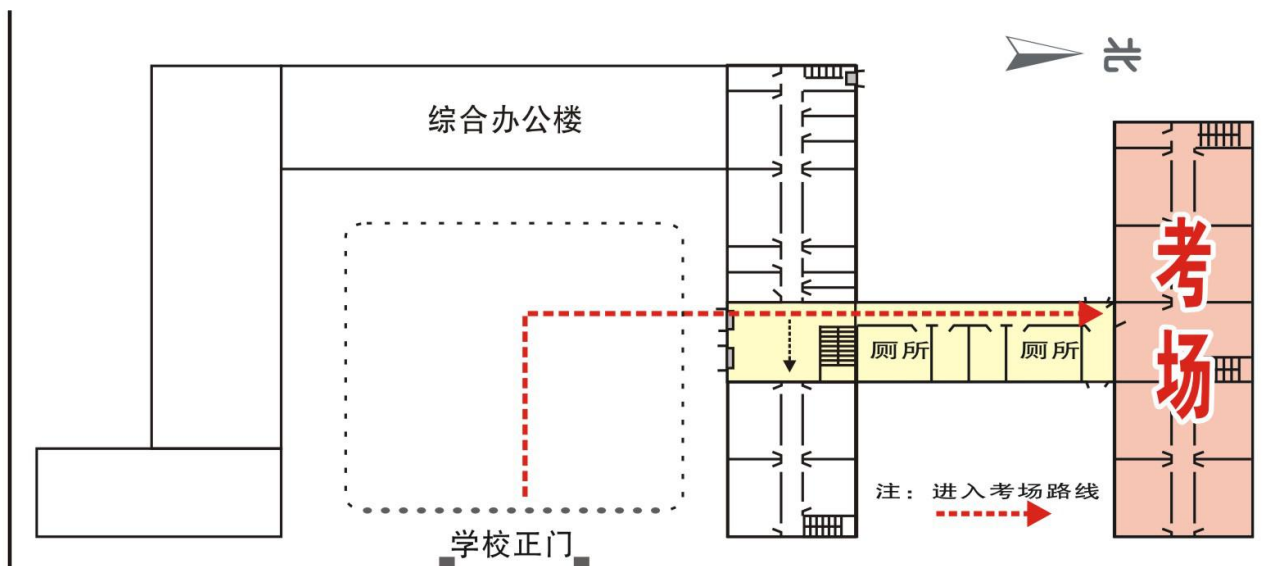 北
综合办公楼
考场
厕所
厕所
注：进入考场路线
学校正门